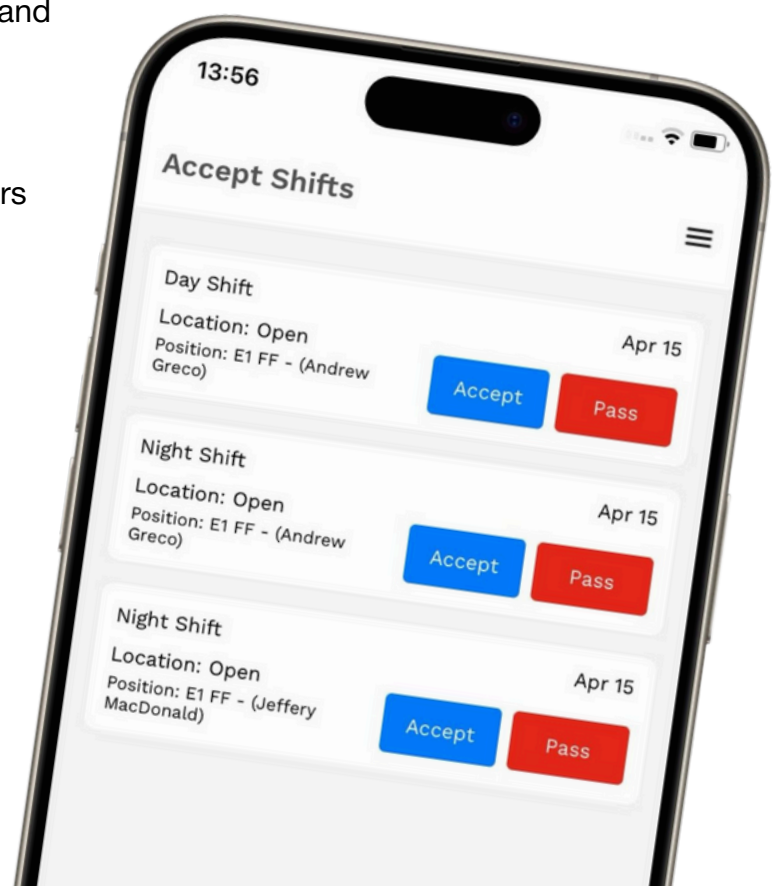 and
rs
13:56
Accept Shifts
Day Shift
Location: Open
Position: E1 FF - (Andrew
Greco)
Apr 15
Accept
Pass
Night Shift
Location: Open
Position: E1 FF - (Andrew
Greco)
Apr 15
Accept
Pass
Night Shift
Location: Open
Position: E1 FF - (Jeffery
MacDonald)
Apr 15
Accept
Pass